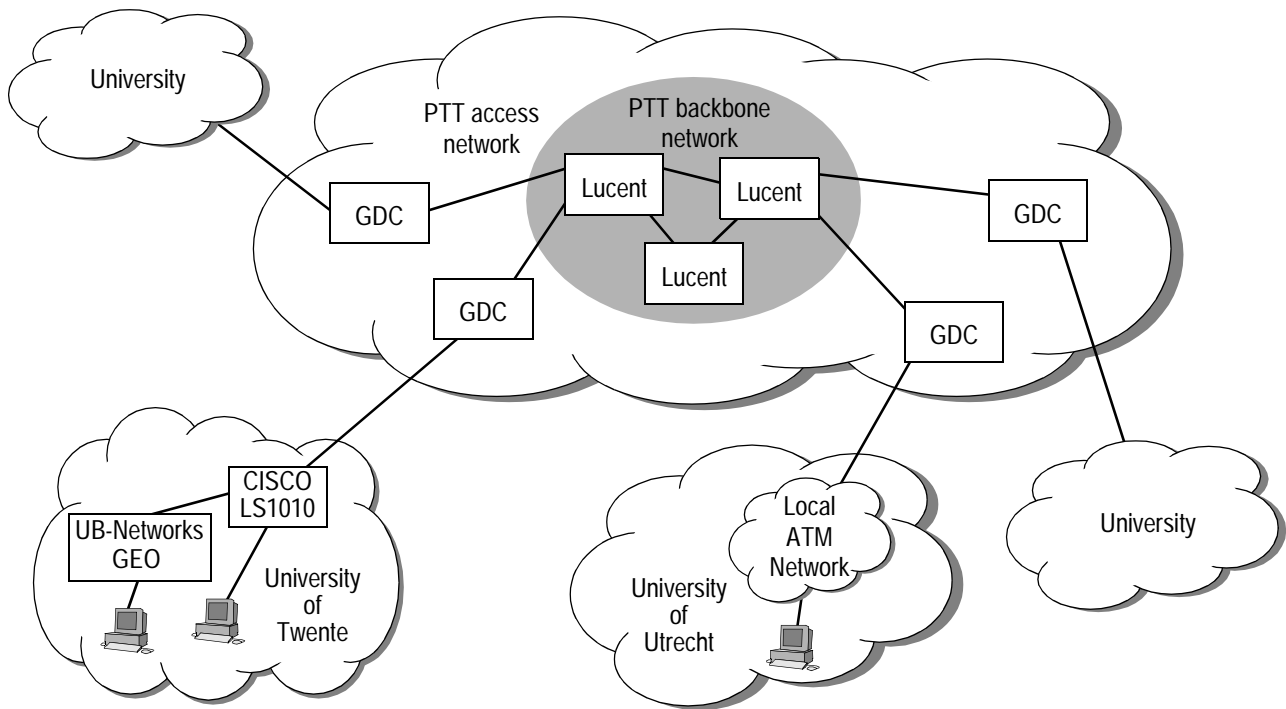 University
PTT access
network
PTT backbone
network
Lucent
Lucent
Lucent
GDC
GDC
GDC
GDC
CISCO
LS1010
UB-Networks
GEO
University
of
Twente
Local
ATM
Network
University
of
Utrecht
University